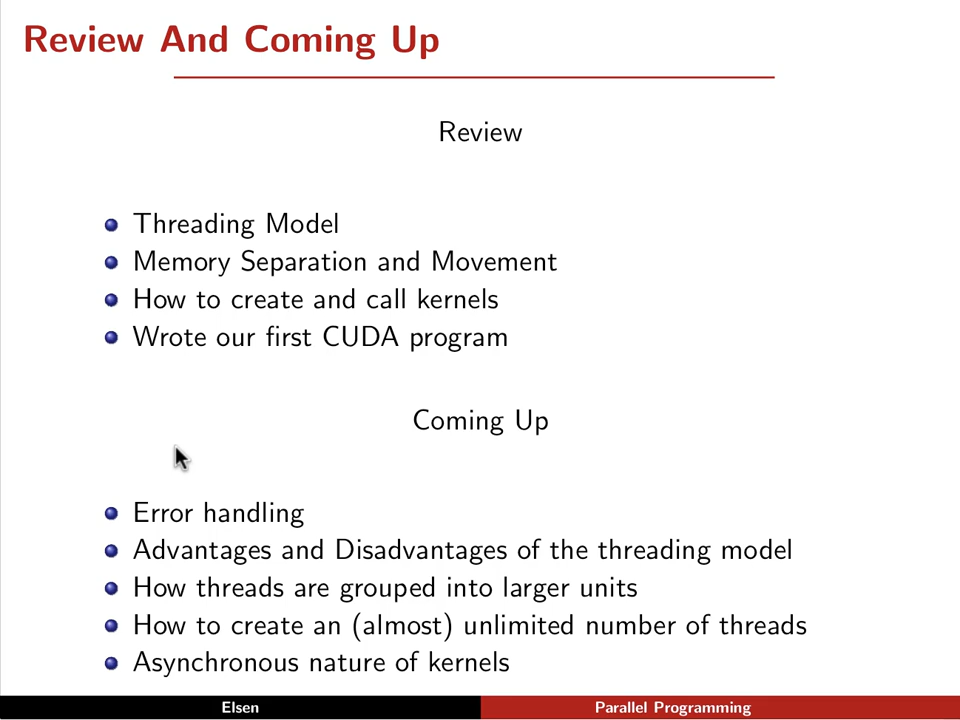 Review And Coming Up
Review
Threading Model
Memory Separation and Movement
How to create and call kernels
Wrote our first CUDA program
Coming Up
Error handling
Advantages and Disadvantages of the threading model
How threads are grouped into larger units
How to create an (almost) unlimited number of threads
Asynchronous nature of kernels
Elsen
Parallel Programming